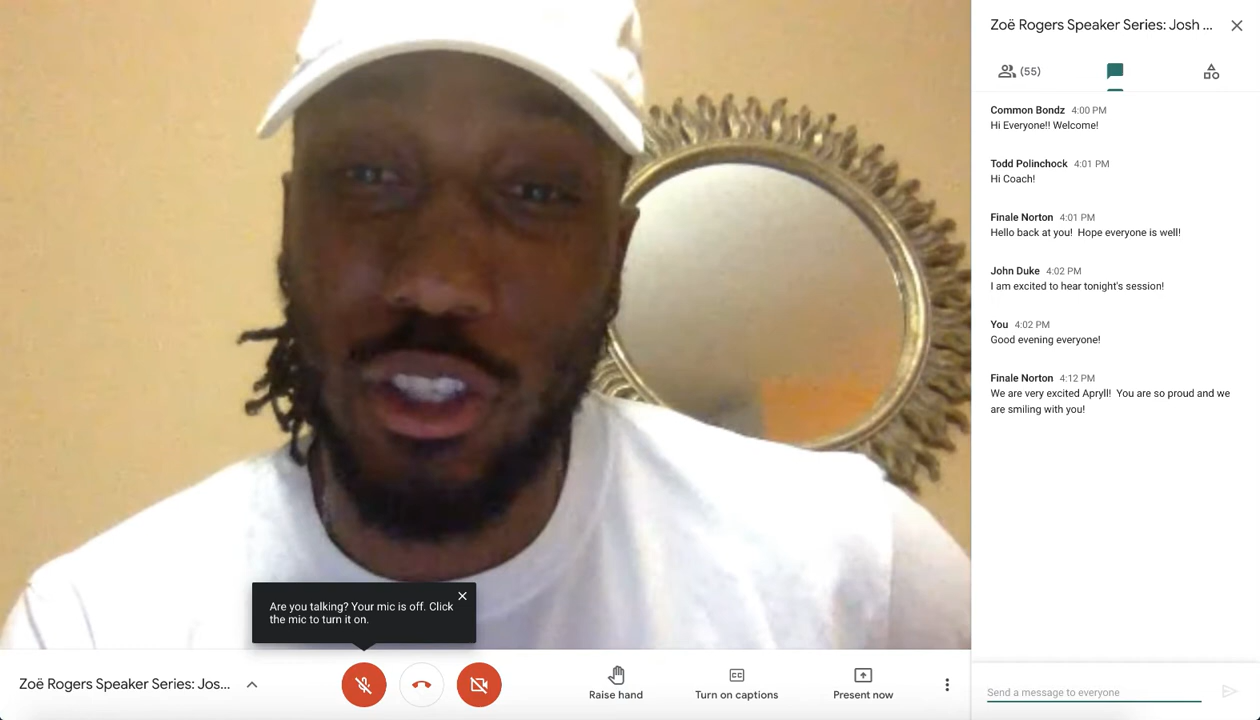 Zoë Rogers Speaker Series: Josh ...
(55)
Common Bondz 4:00 PM
Hi Everyone!! Welcome!
Todd Polinchock 4:01 PM
Hi Coach!
Finale Norton 4:01 PM
Hello back at you!  Hope everyone is well!
John Duke 4:02 PM
I am excited to hear tonight's session!
You 4:02 PM
Good evening everyone!
Finale Norton 4:12 PM
We are very excited Apryll!  You are so proud and we
are smiling with you!
Are you talking? Your mic is off. Click
the mic to turn it on.
Zoë Rogers Speaker Series: Jos...
Raise hand
CC
Turn on captions
Present now
Send a message to everyone